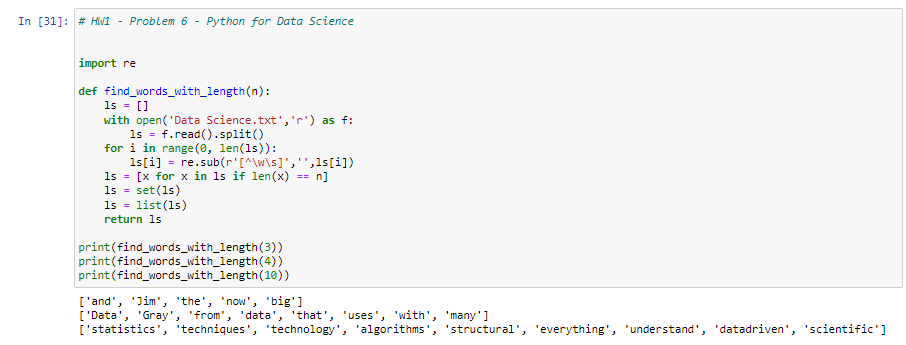 In [31]: # HW1 - Problem 6 - Python for Data Science
import re
def find_words_with_length(n):
    ls = []
    with open('Data Science.txt','r') as f:
        ls = f.read().split()
    for i in range(0, len(ls)):
        ls[i] = re.sub(r'[^\w\s]','',ls[i])
    ls = [x for x in ls if len(x) == n]
    ls = set(ls)
    ls = list(ls)
    return ls
print(find_words_with_length(3))
print(find_words_with_length(4))
print(find_words_with_length(10))
['and', 'Jim', 'the', 'now', 'big']
['Data', 'Gray', 'from', 'data', 'that', 'uses', 'with', 'many']
['statistics', 'techniques', 'technology', 'algorithms', 'structural', 'everything', 'understand', 'datadriven', 'scientific']